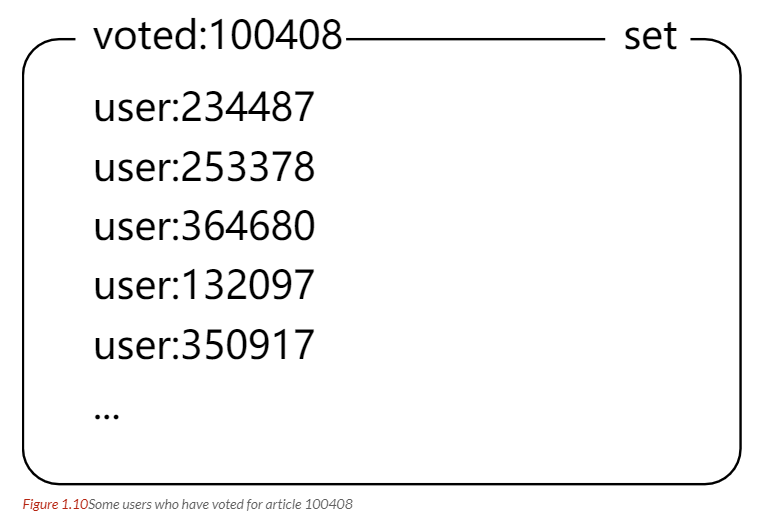 voted:100408 set
user:234487
user:253378
user:364680
user:132097
user:350917
...
Figure 1.10Some users who have voted for article 100408